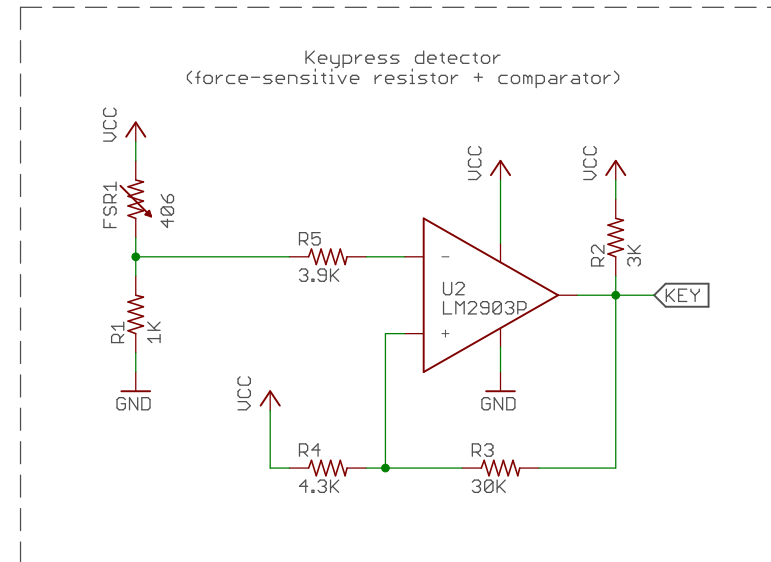 Keypress detector
(force-sensitive resistor + comparator)
VCC
FSR1
406
R1
1K
GND
R5
3.9K
VCC
-
U2
LM2903P
+
GND
VCC
R2
3K
KEY
VCC
R4
4.3K
R3
30K